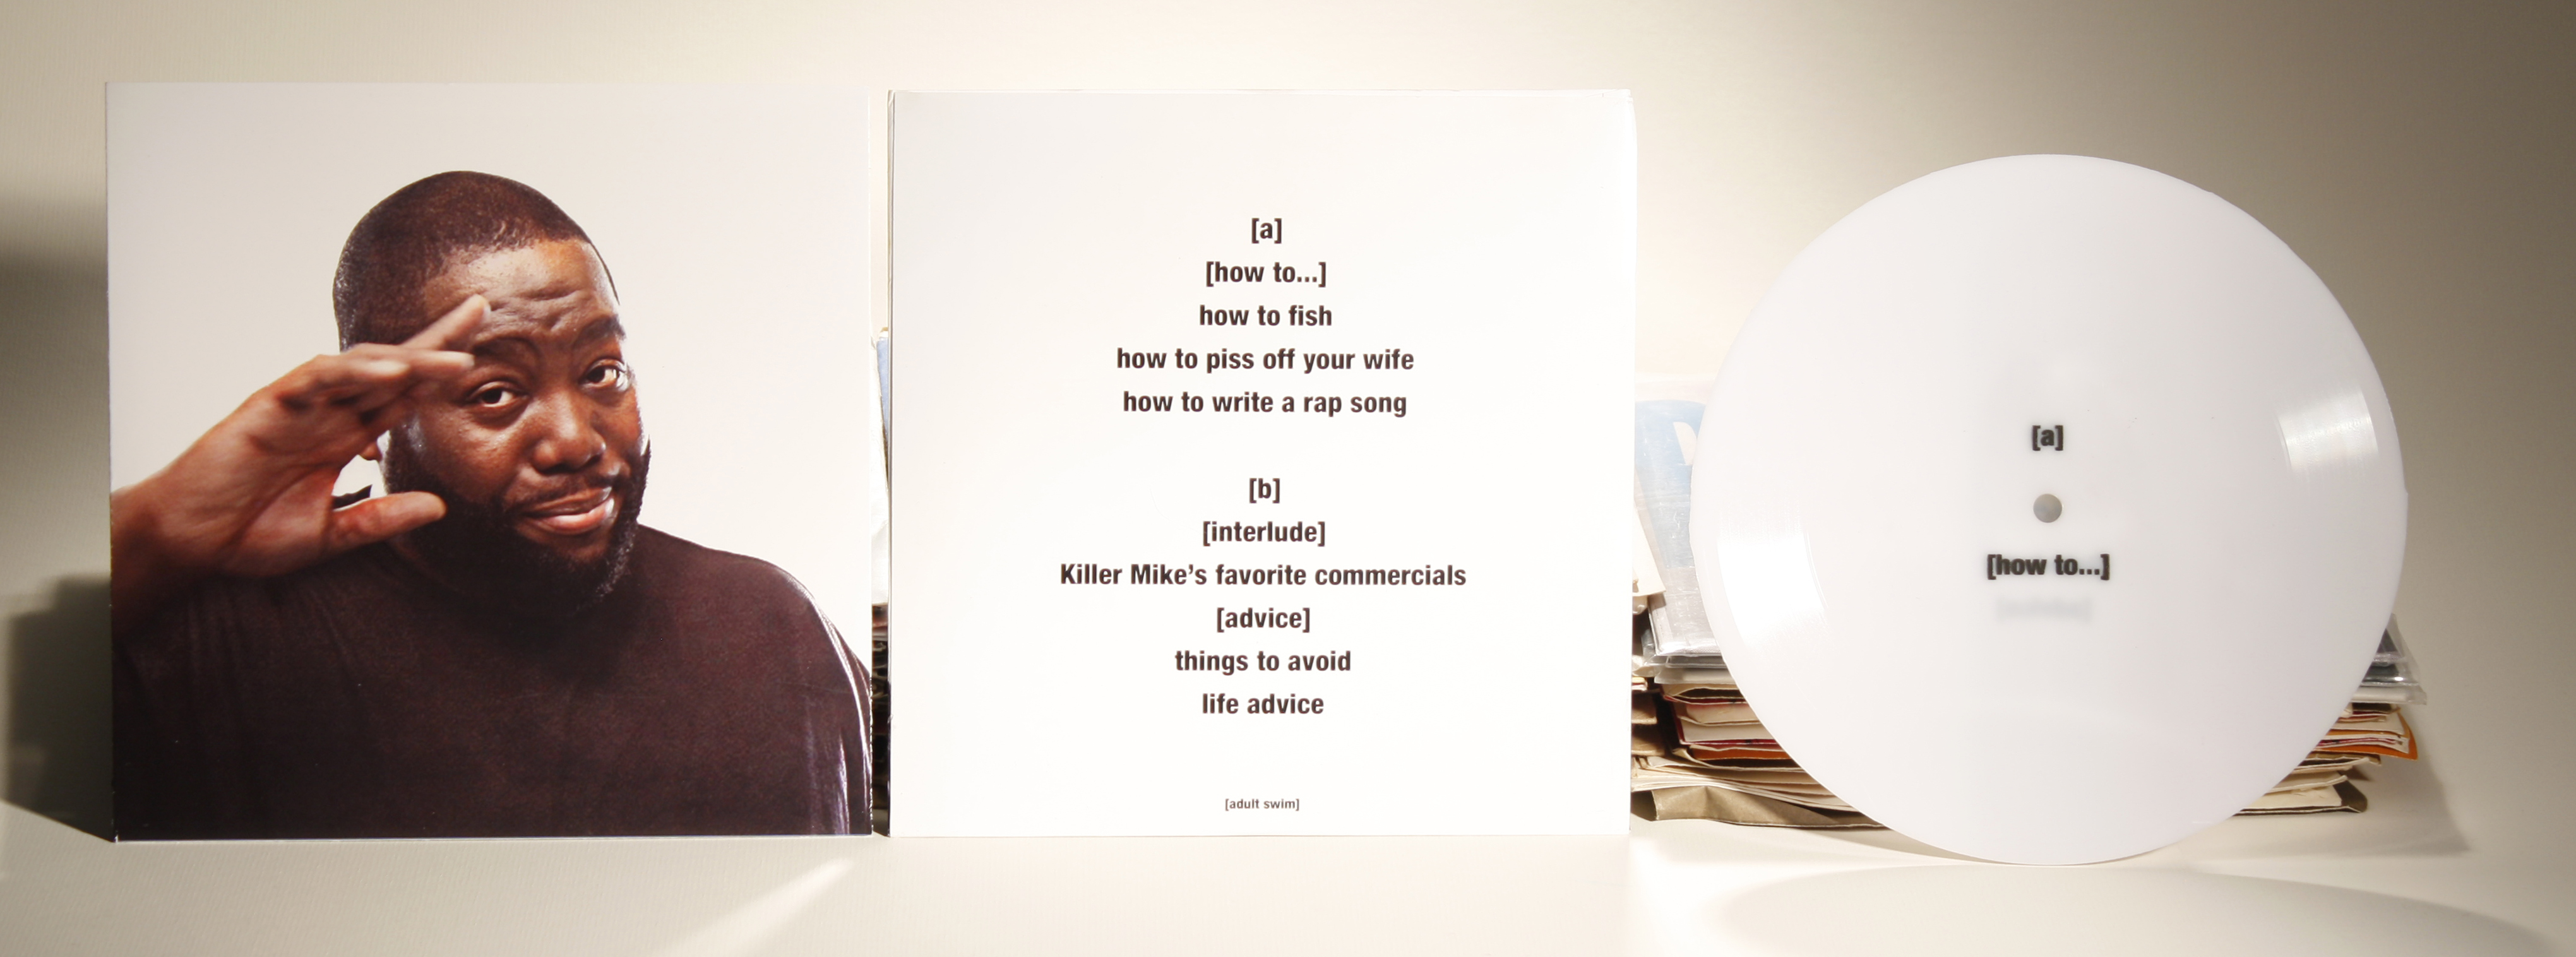 [a]
[how to...]
how to fish
how to piss off your wife
how to write a rap song
[b]
[interlude]
Killer Mike's favorite commercials
[advice]
things to avoid
life advice
[adult swim]
[a]
[how to...]